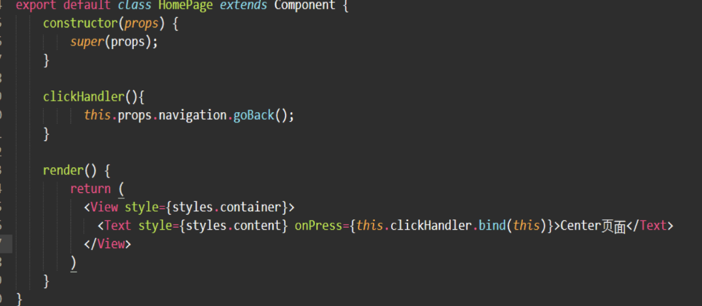 export default class HomePage extends Component {
constructor(props) {
super(props);
}
clickHandler(){
this.props.navigation.goBack();
}
render() {
return (
<View style={styles.container}>
<Text style={styles.content} onPress={this.clickHandler.bind(this)}>Center页面</Text>
</View>
)
}
}